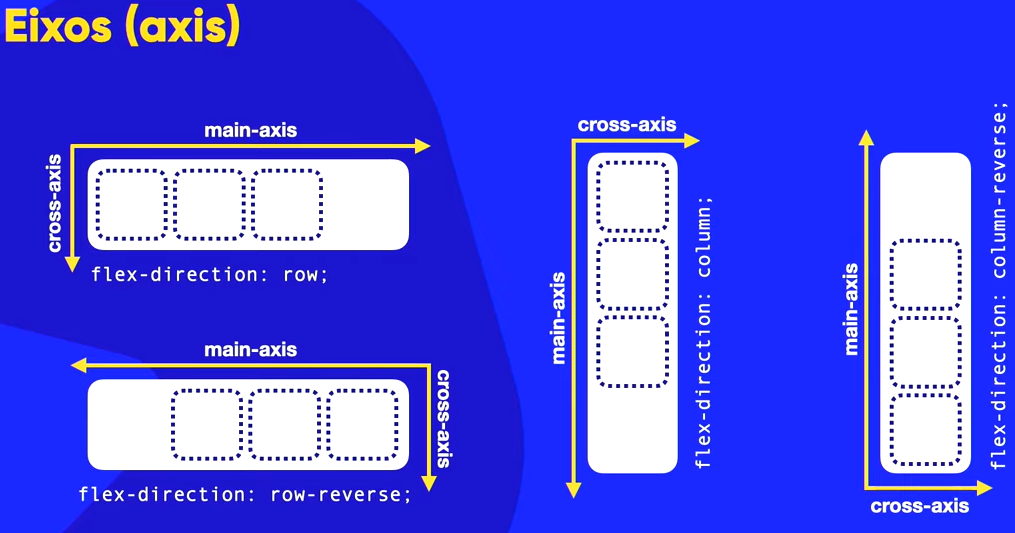 Eixos (axis)
main-axis
cross-axis
flex-direction: row;
main-axis
cross-axis
flex-direction: row-reverse;
cross-axis
main-axis
flex-direction: column;
main-axis
cross-axis
flex-direction: column-reverse;